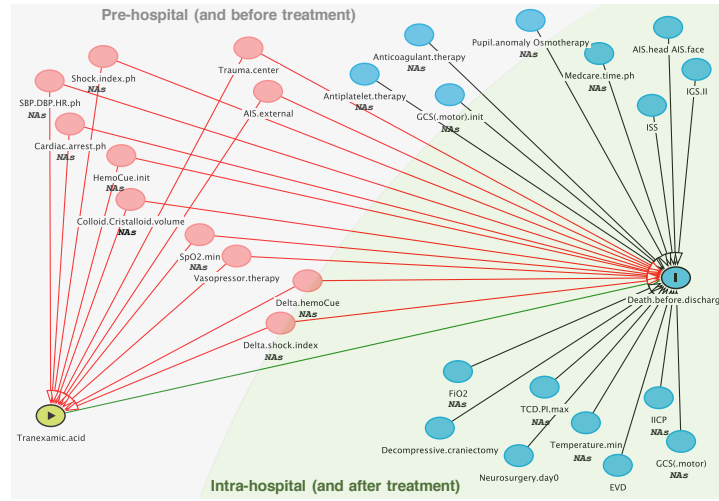 Pre-hospital (and before treatment)
Pupil.anomaly Osmotherapy
NAs
AIS.head AIS.face
Anticoagulant.therapy
NAs
Trauma.center
Shock.index.ph
NAs
Medcare.time.ph
NAs
IGS.II
SBP.DBP.HR.ph
NAs
Antiplatelet.therapy
NAs
AIS.external
GCS(.motor).init
NAs
ISS
Cardiac.arrest.ph
NAs
HemoCue.init
NAs
Colloid.Cristalloid.volume
NAs
SpO2.min
NAs
Vasopressor.therapy
Delta.hemoCue
NAs
Death.before.discharg
Delta.shock.index
NAs
Tranexamic.acid
FiO2
NAs
TCD.PI.max
NAs
IICP
NAs
Decompressive.craniectomy
Temperature.min
NAs
GCS(.motor)
NAs
Neurosurgery.day0
EVD
Intra-hospital (and after treatment)